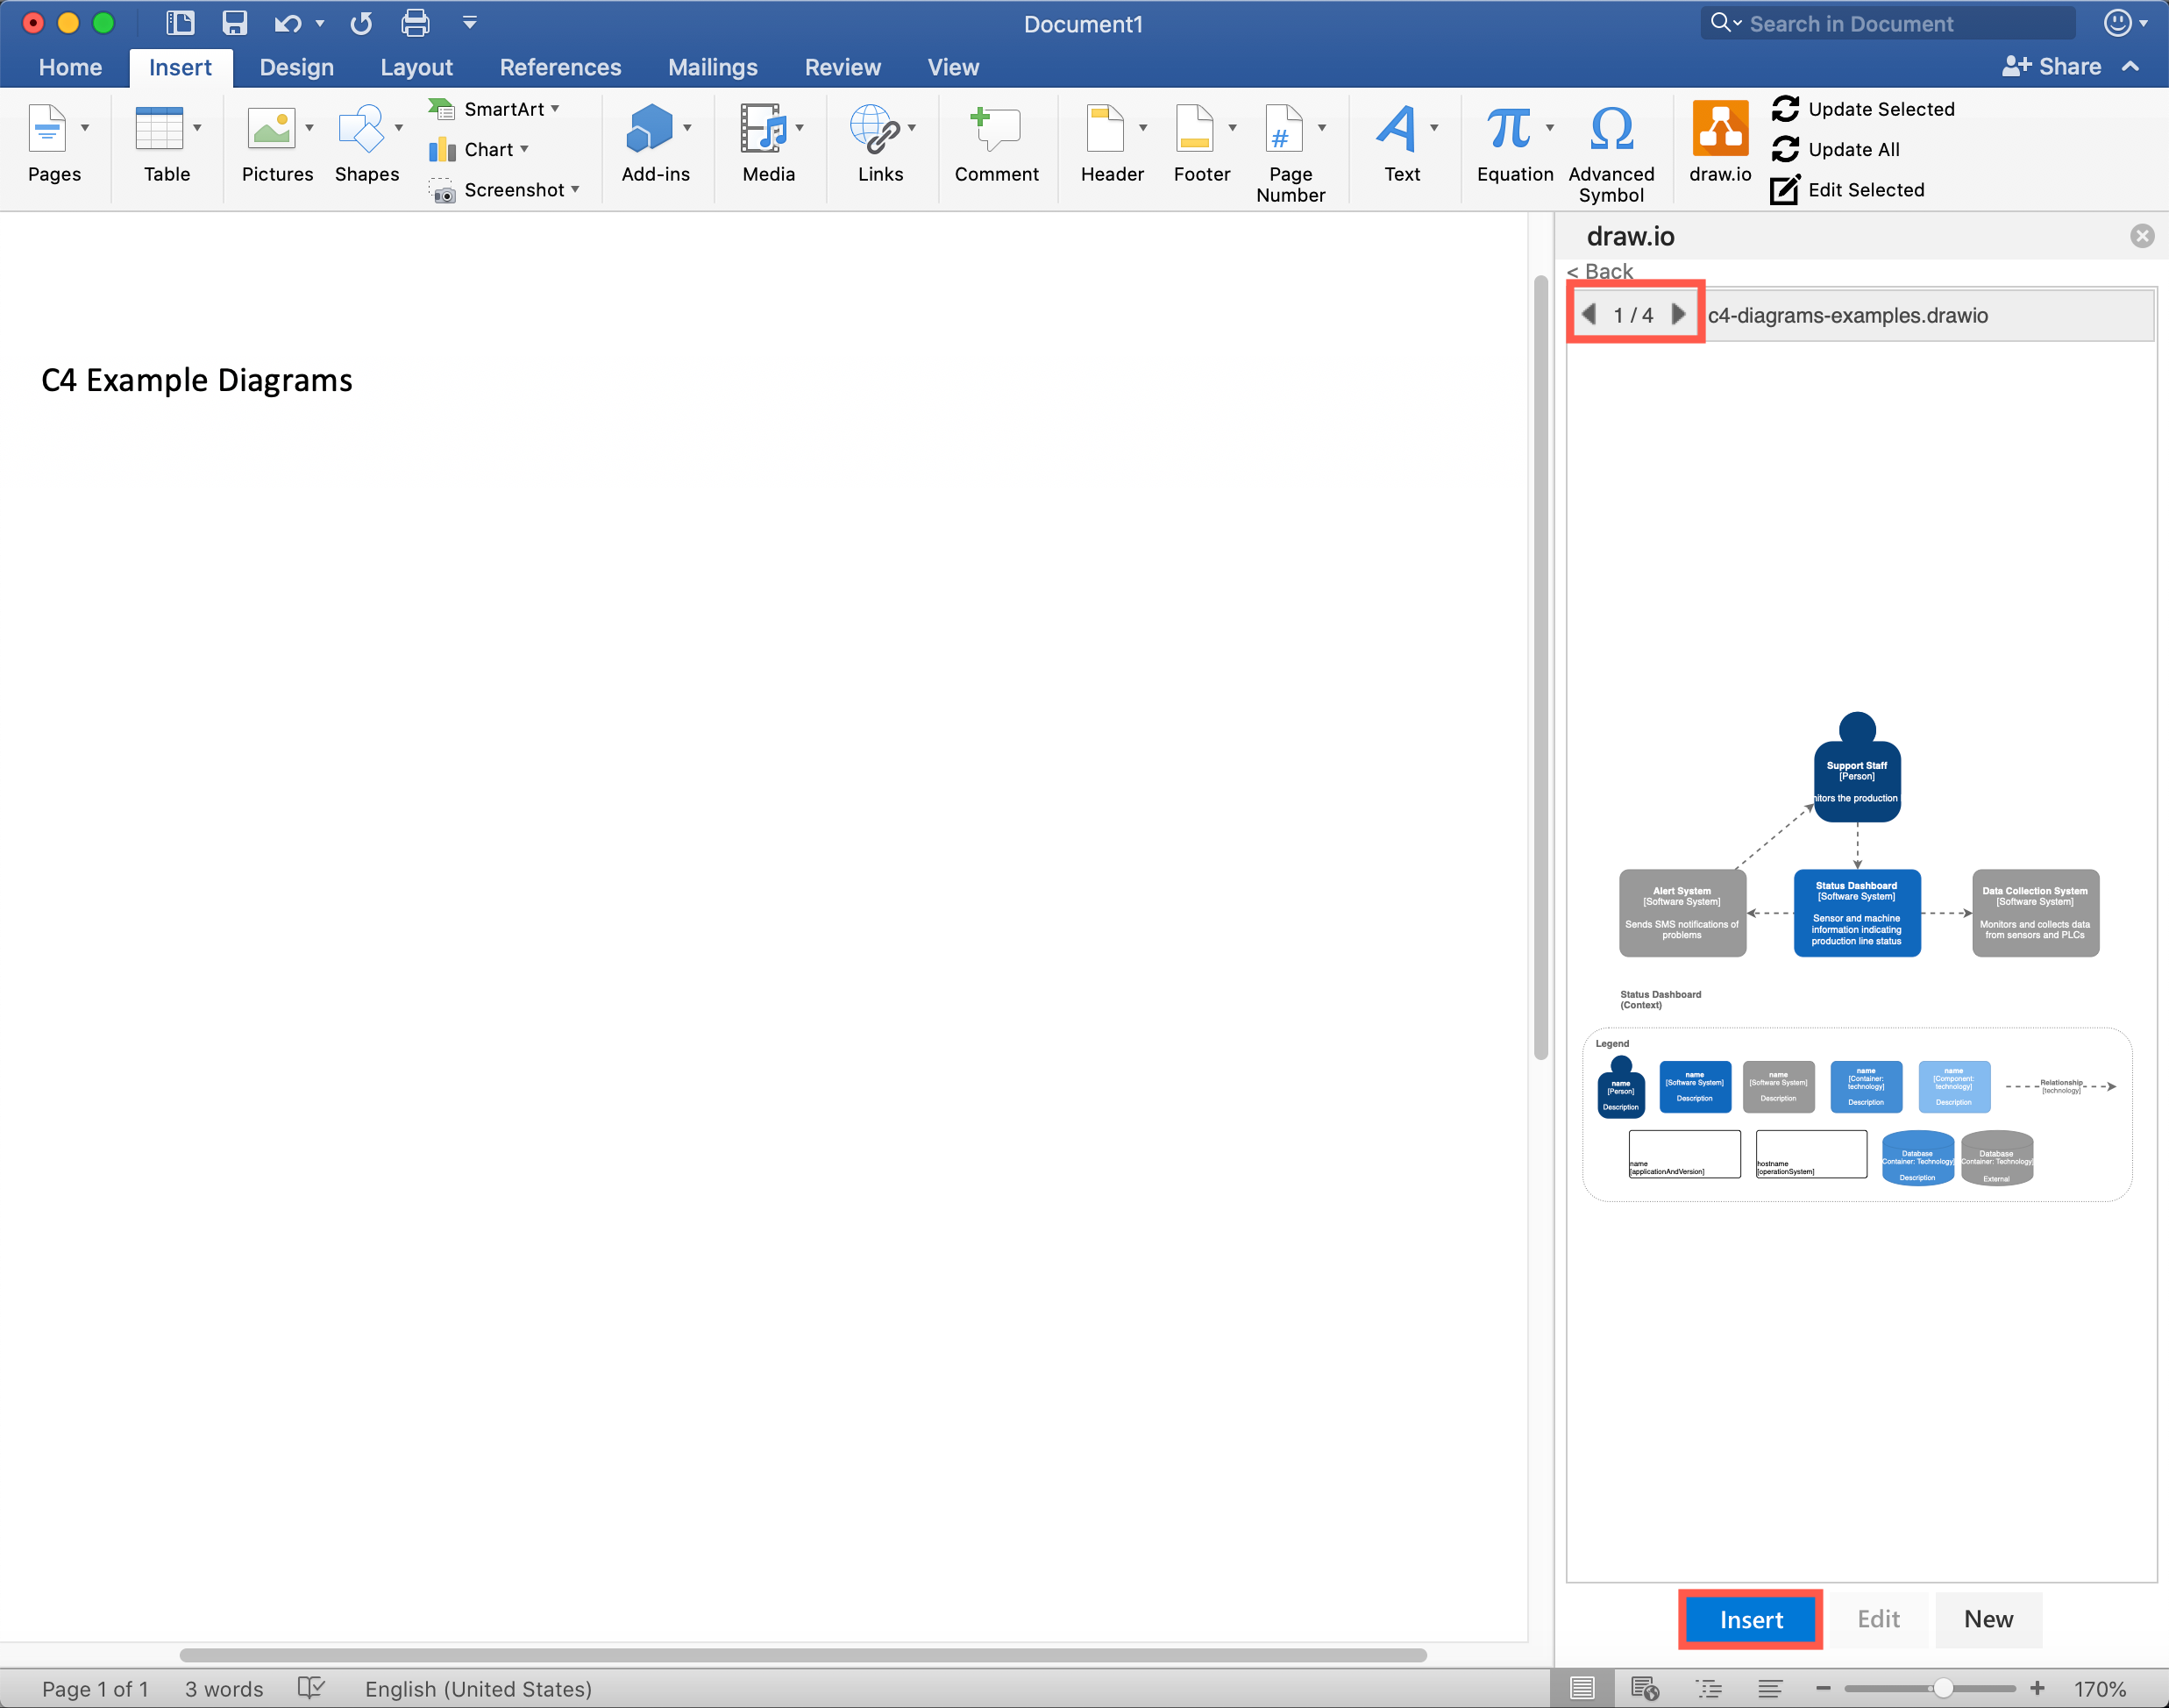 Document1
Search in Document
Home Insert Design Layout References Mailings Review View
Share
Pages
Table
Pictures
Shapes
SmartArt
Chart
Screenshot
Add-ins
Media
Links
Comment
Header
Footer
Page
Number
Text
π
Equation
Ω
Advanced
Symbol
draw.io
Update Selected
Update All
Edit Selected
draw.io
< Back
1 / 4
c4-diagrams-examples.drawio
C4 Example Diagrams
Support Staff
[Person]
itors the production
Alert System
[Software System]
Sends SMS notifications of
problems
Status Dashboard
[Software System]
Sensor and machine
information indicating
production line status
Data Collection System
[Software System]
Monitors and collects data
from sensors and PLCs
Status Dashboard
(Context)
Legend
name
[Person]
Description
name
[Software System]
Description
name
[Software System]
Description
name
[Container:
technology]
Description
name
[Component:
technology]
Description
Relationship
[technology]
name
[applicationAndVersion]
hostname
[operationSystem]
Database
Container: Technology]
Description
Database
Container: Technology]
External
Insert
Edit
New
Page 1 of 1
3 words
English (United States)
170%